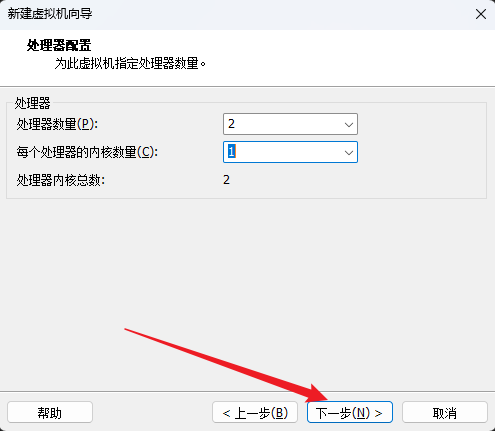 新建虚拟机向导
处理器配置
为此虚拟机指定处理器数量。
处理器
处理器数量(P): 2
每个处理器的内核数量(C): 1
处理器内核总数: 2
帮助 < 上一步(B) 下一步(N) > 取消